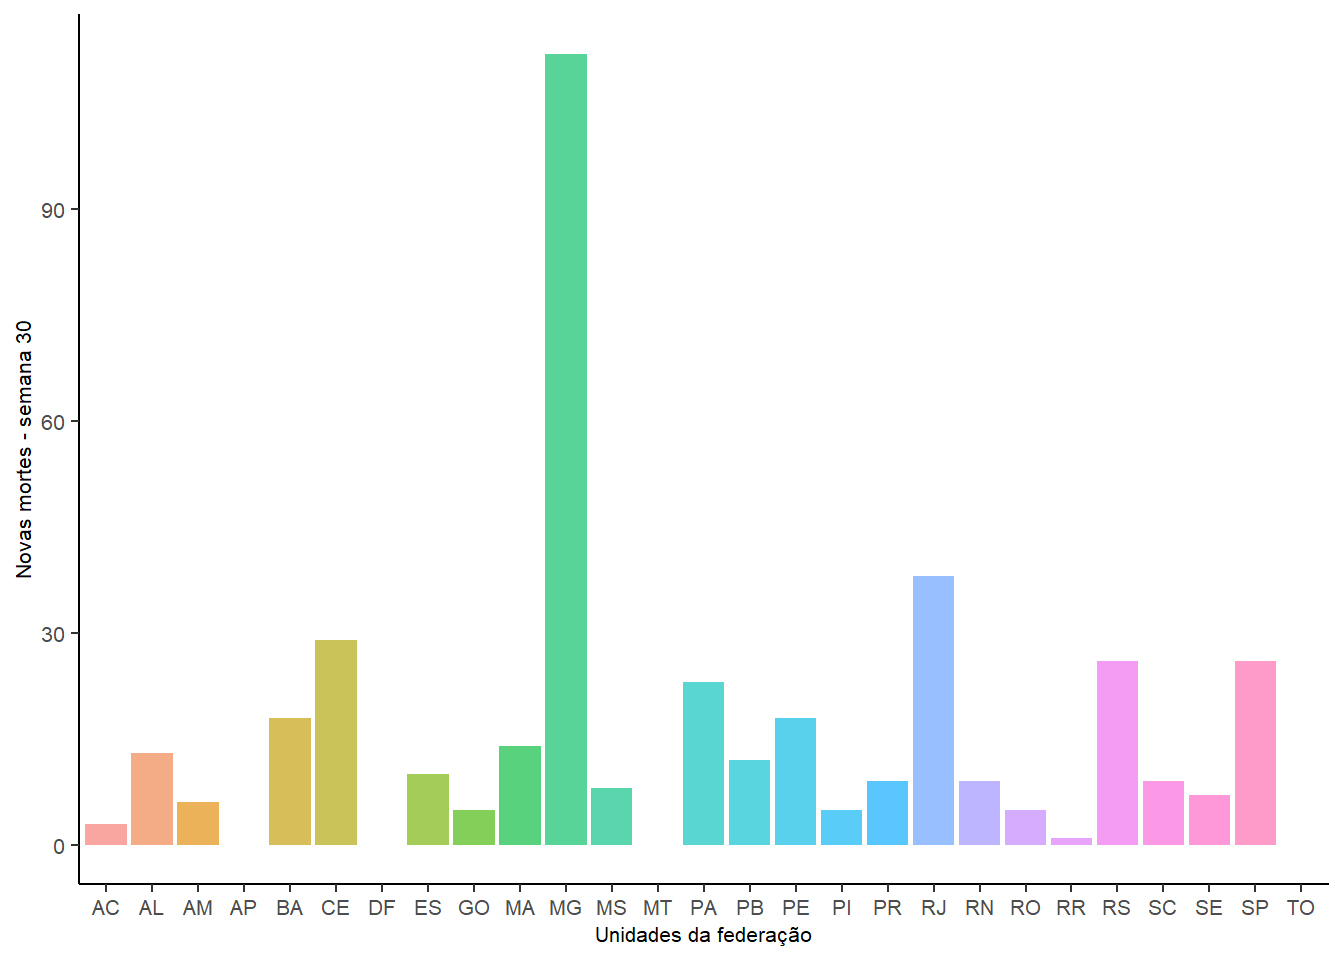 Novas mortes - semana 30
90
60
30
0
AC AL AM AP BA CE DF ES GO MA MG MS MT PA PB PE PI PR RJ RN RO RR RS SC SE SP TO
Unidades da federação